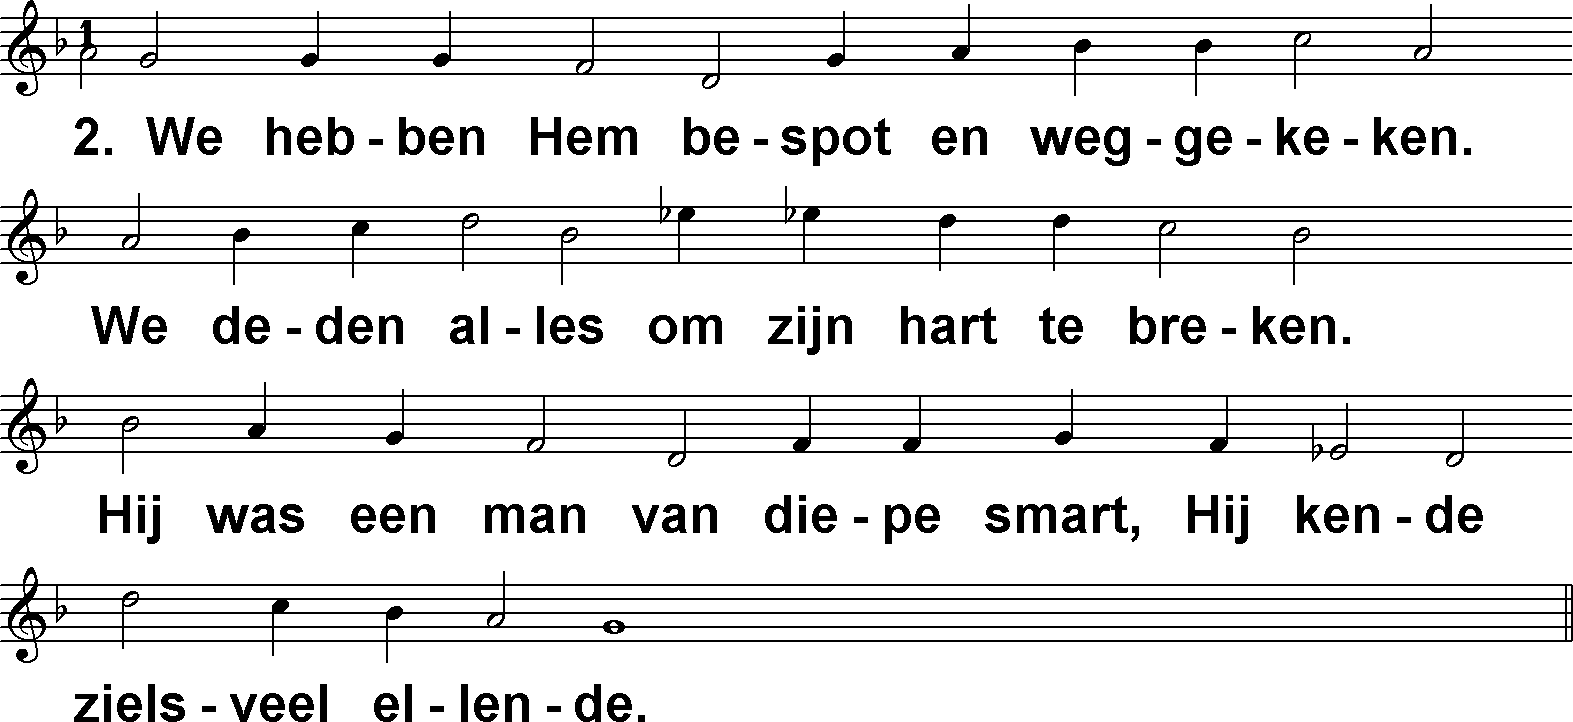 1
2. We heb - ben Hem be - spot en weg - ge - ke - ken.
We de - den al - les om zijn hart te bre - ken.
Hij was een man van die - pe smart, Hij ken - de
ziels - veel el - len - de.